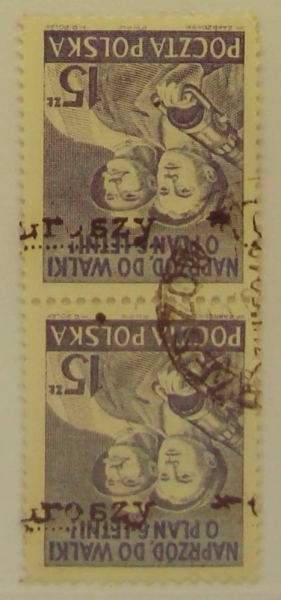 NAPRZÓD, DO WALKI
O PLAN 6-LETNI!
15 ZŁ
POCZTA POLSKA
groszy
NAPRZÓD, DO WALKI
O PLAN 6-LETNI!
15 ZŁ
POCZTA POLSKA
groszy